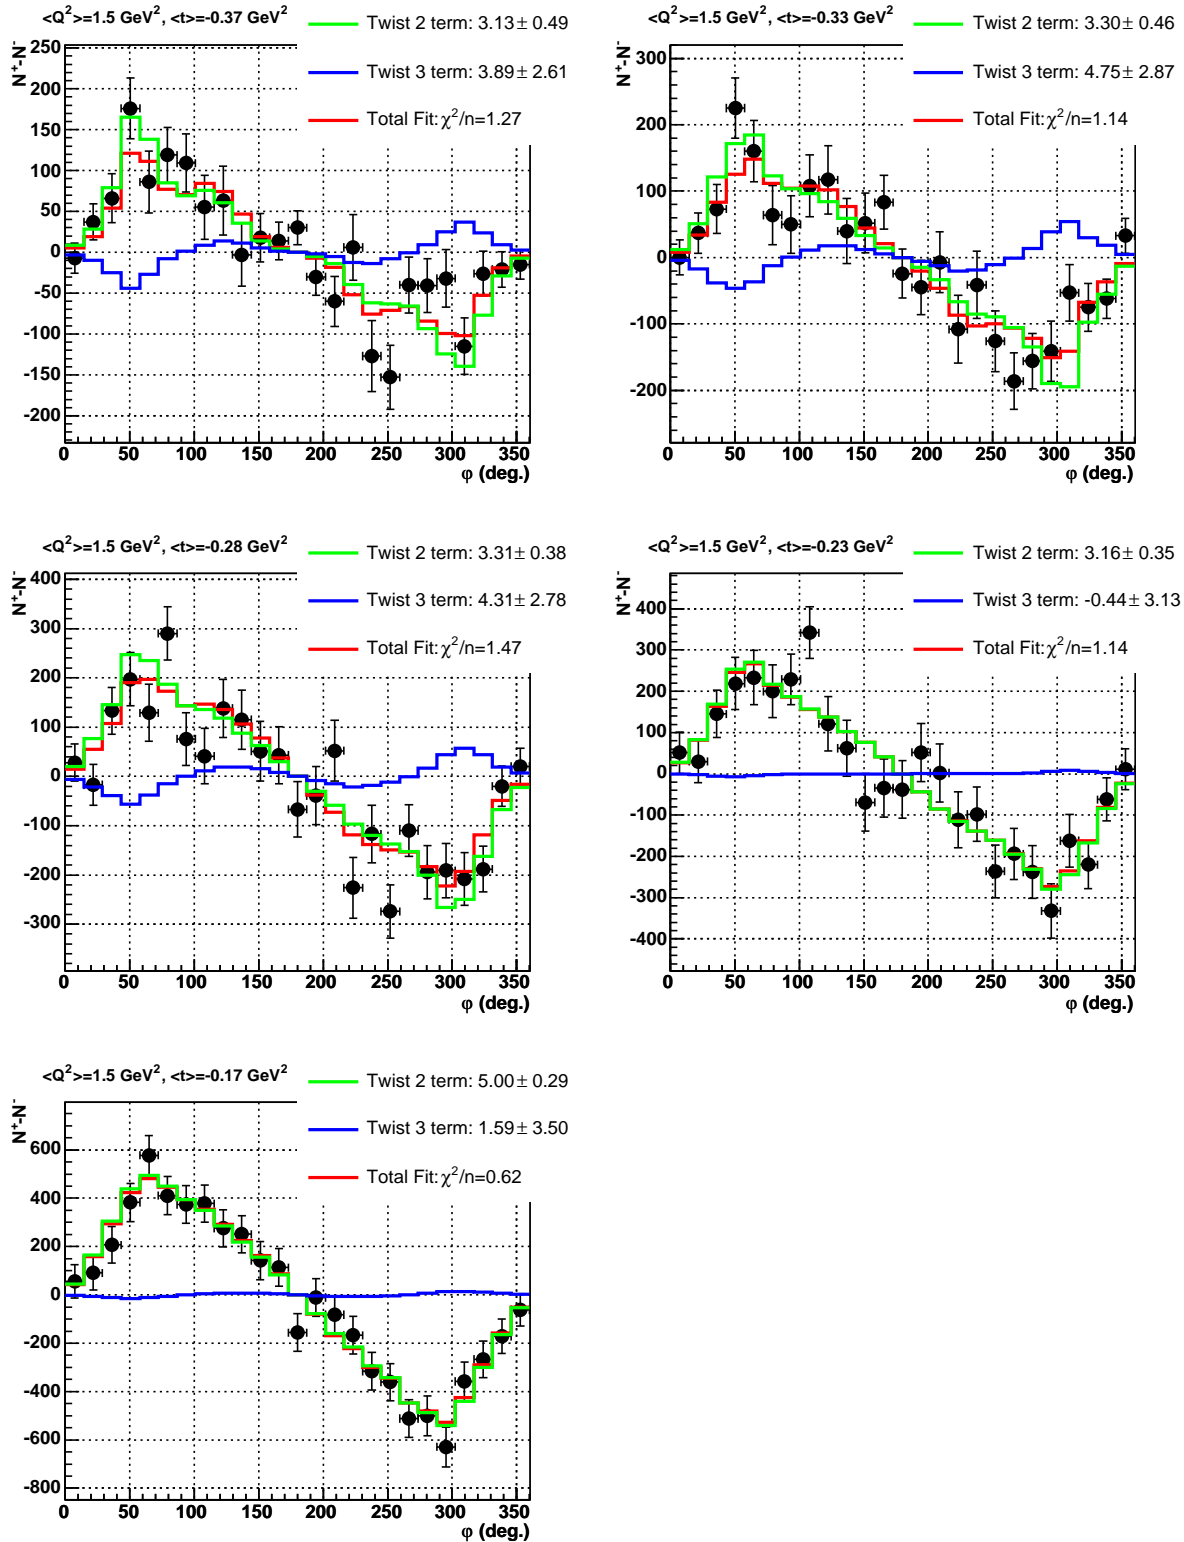 <Q²>=1.5 GeV², <t>=-0.37 GeV²
Twist 2 term: 3.13± 0.49
Twist 3 term: 3.89± 2.61
Total Fit:χ²/n=1.27
N⁺-N⁻
250
200
150
100
50
0
-50
-100
-150
-200
0 50 100 150 200 250 300 350
φ (deg.)
<Q²>=1.5 GeV², <t>=-0.33 GeV²
Twist 2 term: 3.30± 0.46
Twist 3 term: 4.75± 2.87
Total Fit:χ²/n=1.14
N⁺-N⁻
300
200
100
0
-100
-200
0 50 100 150 200 250 300 350
φ (deg.)
<Q²>=1.5 GeV², <t>=-0.28 GeV²
Twist 2 term: 3.31± 0.38
Twist 3 term: 4.31± 2.78
Total Fit:χ²/n=1.47
N⁺-N⁻
400
300
200
100
0
-100
-200
-300
0 50 100 150 200 250 300 350
φ (deg.)
<Q²>=1.5 GeV², <t>=-0.23 GeV²
Twist 2 term: 3.16± 0.35
Twist 3 term: -0.44± 3.13
Total Fit:χ²/n=1.14
N⁺-N⁻
400
300
200
100
0
-100
-200
-300
-400
0 50 100 150 200 250 300 350
φ (deg.)
<Q²>=1.5 GeV², <t>=-0.17 GeV²
Twist 2 term: 5.00± 0.29
Twist 3 term: 1.59± 3.50
Total Fit:χ²/n=0.62
N⁺-N⁻
600
400
200
0
-200
-400
-600
-800
0 50 100 150 200 250 300 350
φ (deg.)